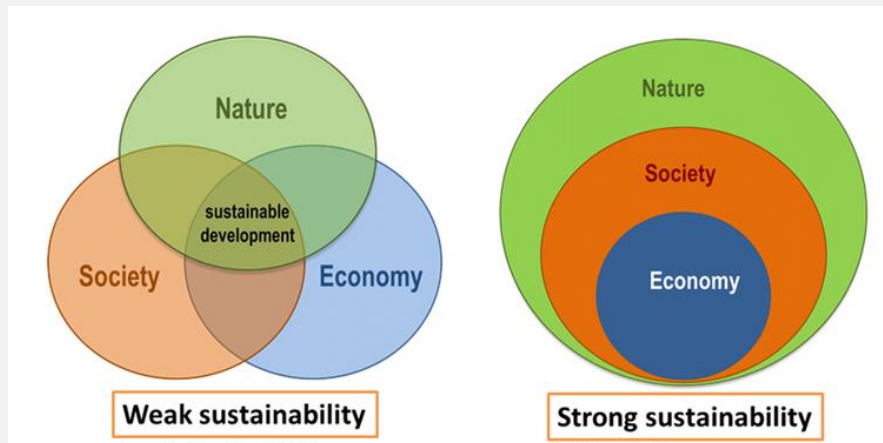 Nature
sustainable
development
Society
Economy
Weak sustainability
Nature
Society
Economy
Strong sustainability